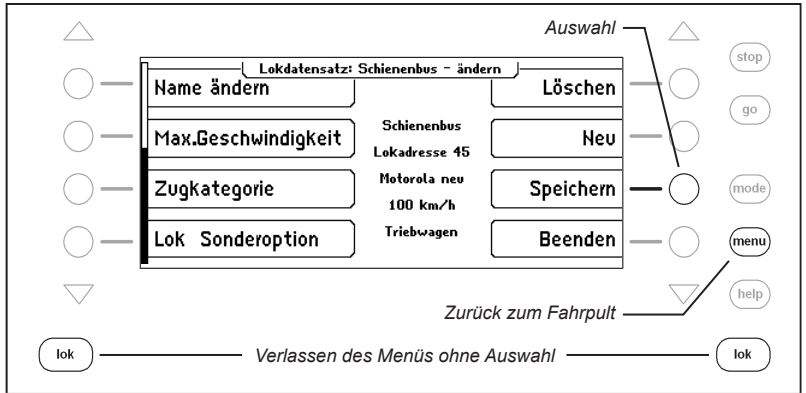 Auswahl
stop
Lokdatensatz: Schienenbus - ändern
Name ändern
Löschen
go
Max.Geschwindigkeit
Schienenbus
Lokadresse 45
Neu
Zugkategorie
Motorola neu
100 km/h
Speichern
mode
Lok Sonderoption
Triebwagen
Beenden
menu
help
Zurück zum Fahrpult
lok
Verlassen des Menüs ohne Auswahl
lok